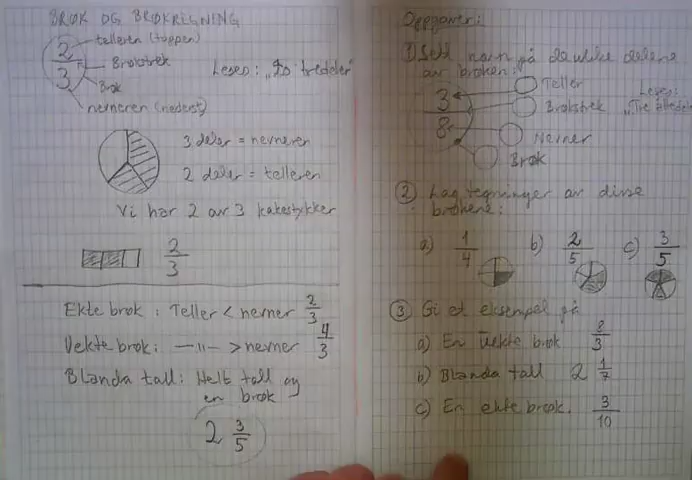 BRØK OG BRØKREGNING
2
3
telleren (toppen)
Brøkstrek
Brøk
nevneren (nederst)
Leses: „To tredeler"
3 deler = nevneren
2 deler = telleren
Vi har 2 av 3 kakestykker
2
3
Ekte brøk : Teller < nevner 2/3
Uekte brøk: —„— > nevner 4/3
Blanda tall: Helt tall og
en brøk
2 3/5
Oppgaver:
1) Sett navn på de ulike delene
av brøken:
3
8
Teller
Brøkstrek
Nevner
Brøk
Leses:
„Tre åttedeler
2) Lag tegninger av disse
brøkene:
a) 1/4 b) 2/5 c) 3/5
3) Gi et eksempel på
a) En uekte brøk 8/3
b) Blanda tall 2 1/7
c) En ekte brøk. 3/10